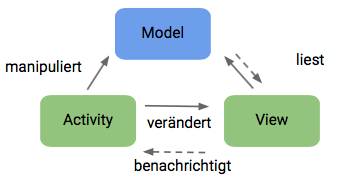 Model
manipuliert
liest
Activity
verändert
View
benachrichtigt